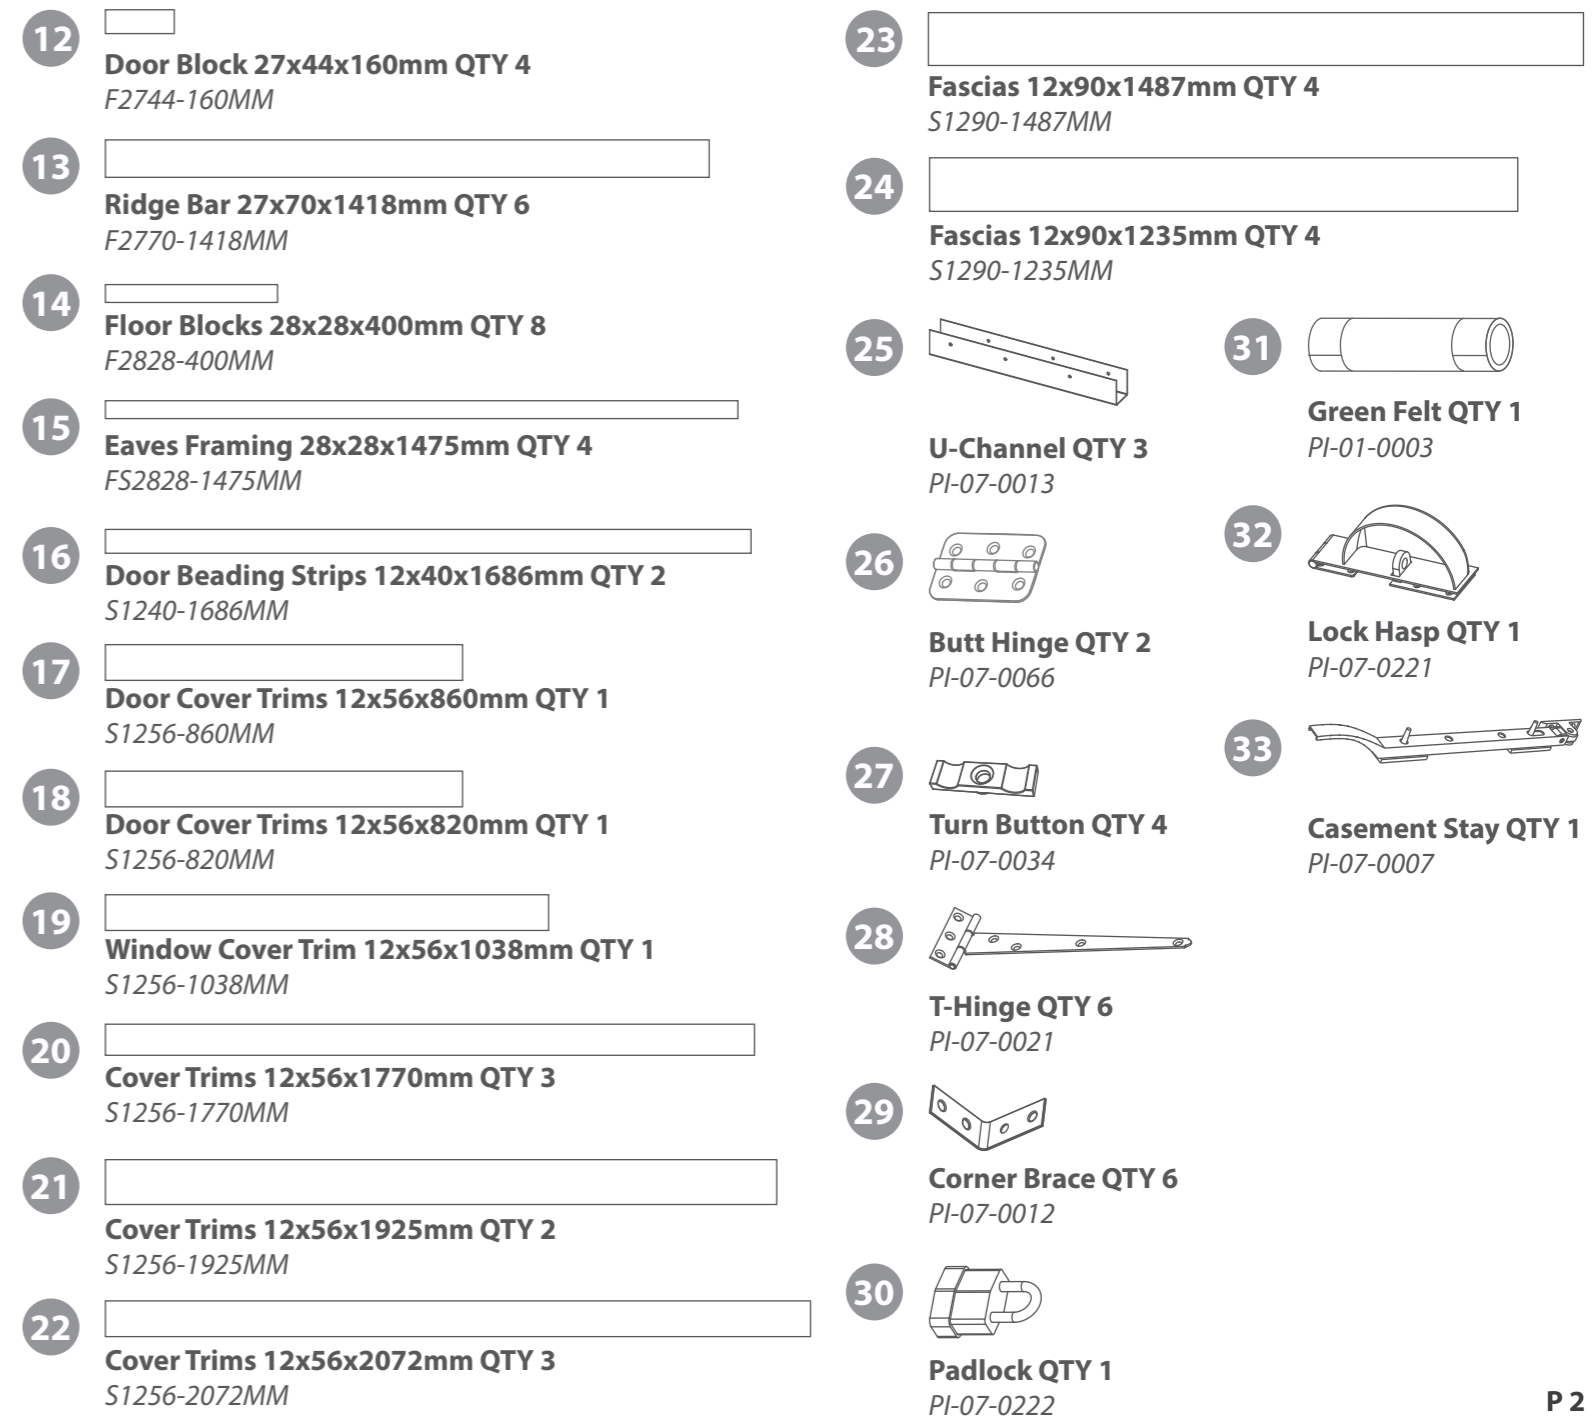 12
Door Block 27x44x160mm QTY 4
F2744-160MM
13
Ridge Bar 27x70x1418mm QTY 6
F2770-1418MM
14
Floor Blocks 28x28x400mm QTY 8
F2828-400MM
15
Eaves Framing 28x28x1475mm QTY 4
FS2828-1475MM
16
Door Beading Strips 12x40x1686mm QTY 2
S1240-1686MM
17
Door Cover Trims 12x56x860mm QTY 1
S1256-860MM
18
Door Cover Trims 12x56x820mm QTY 1
S1256-820MM
19
Window Cover Trim 12x56x1038mm QTY 1
S1256-1038MM
20
Cover Trims 12x56x1770mm QTY 3
S1256-1770MM
21
Cover Trims 12x56x1925mm QTY 2
S1256-1925MM
22
Cover Trims 12x56x2072mm QTY 3
S1256-2072MM
23
Fascias 12x90x1487mm QTY 4
S1290-1487MM
24
Fascias 12x90x1235mm QTY 4
S1290-1235MM
25
U-Channel QTY 3
PI-07-0013
26
Butt Hinge QTY 2
PI-07-0066
27
Turn Button QTY 4
PI-07-0034
28
T-Hinge QTY 6
PI-07-0021
29
Corner Brace QTY 6
PI-07-0012
30
Padlock QTY 1
PI-07-0222
31
Green Felt QTY 1
PI-01-0003
32
Lock Hasp QTY 1
PI-07-0221
33
Casement Stay QTY 1
PI-07-0007
P 2